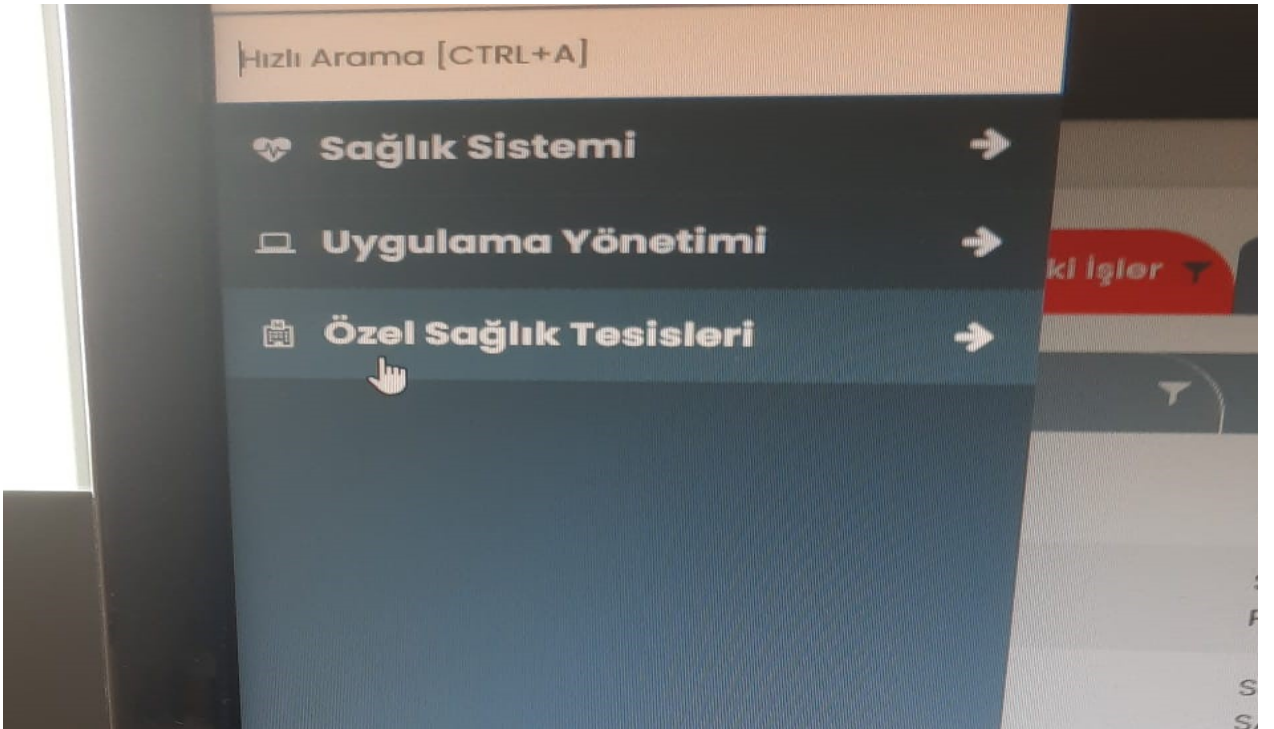 Hızlı Arama [CTRL+A]
Sağlık Sistemi
Uygulama Yönetimi
ki İşler
Özel Sağlık Tesisleri